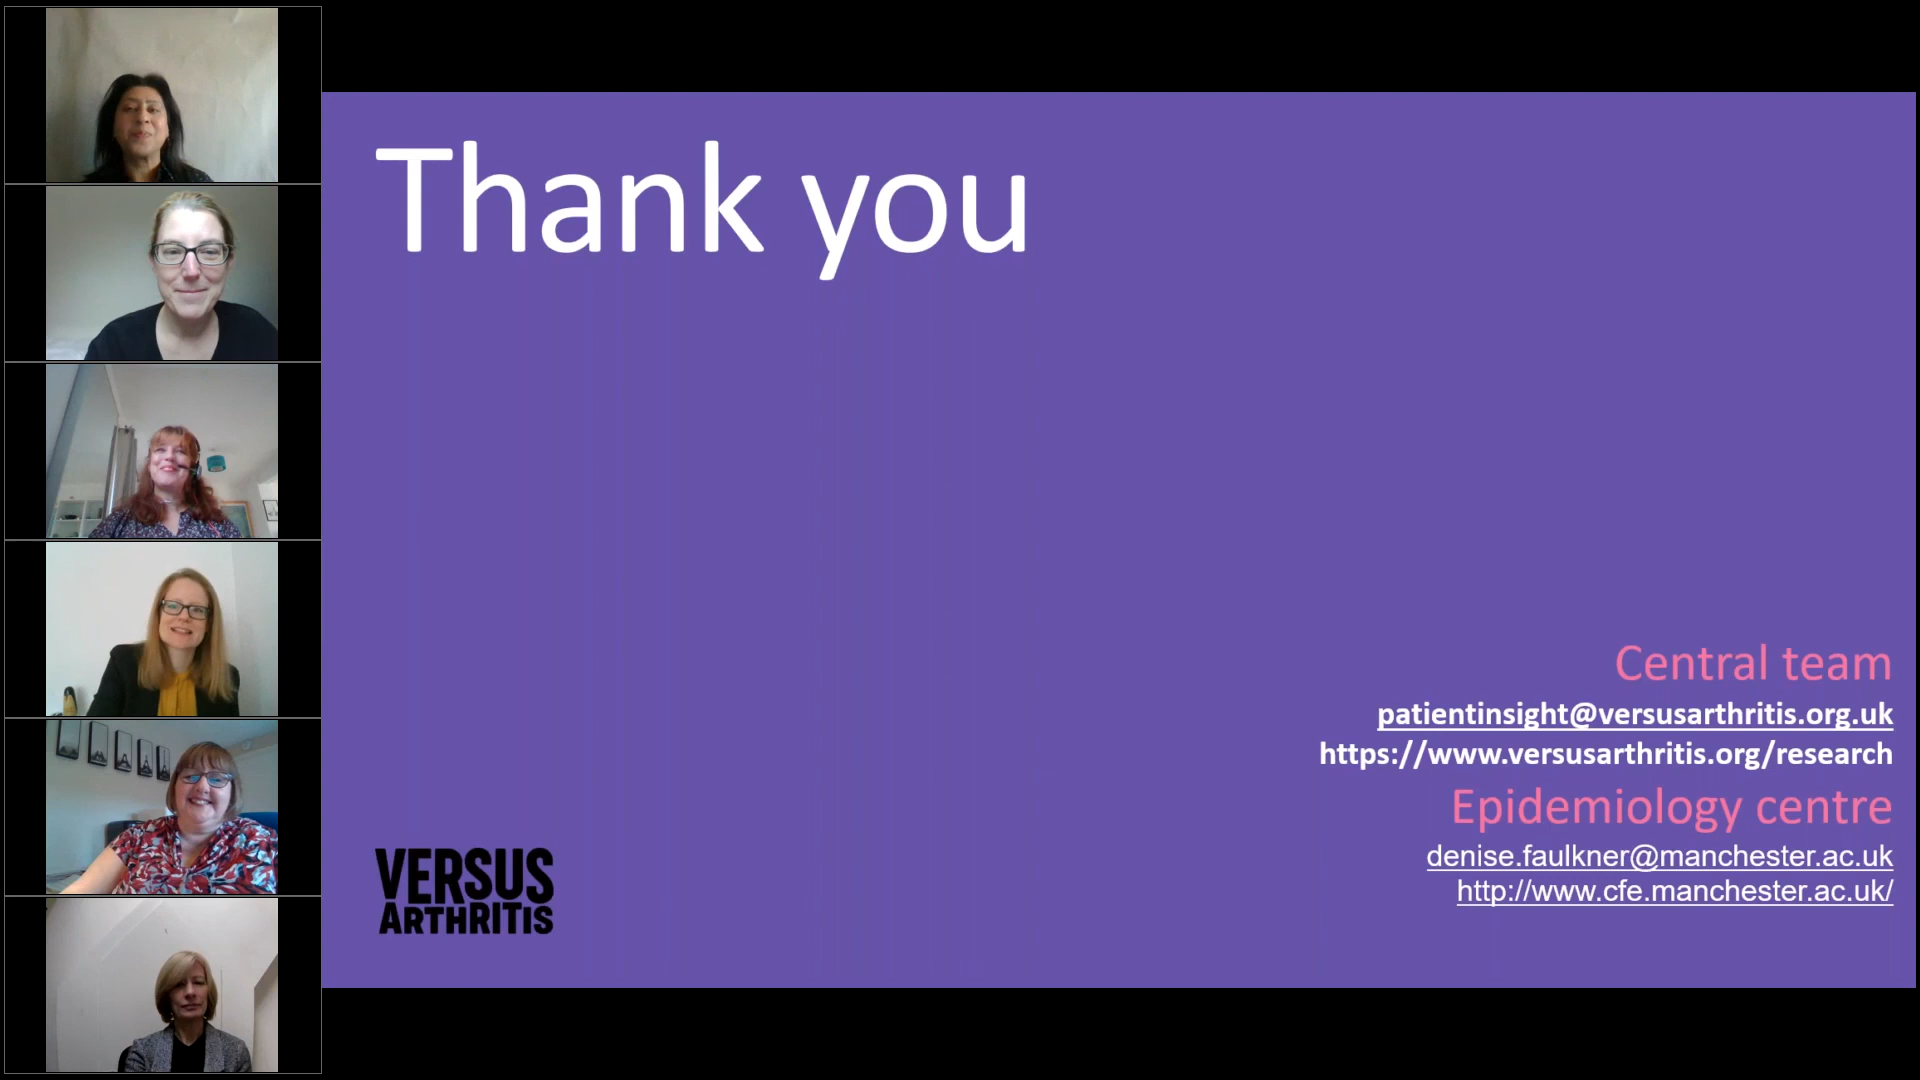 Thank you
Central team
patientinsight@versusarthritis.org.uk
https://www.versusarthritis.org/research
Epidemiology centre
denise.faulkner@manchester.ac.uk
http://www.cfe.manchester.ac.uk/
VERSUS
ARTHRITIS